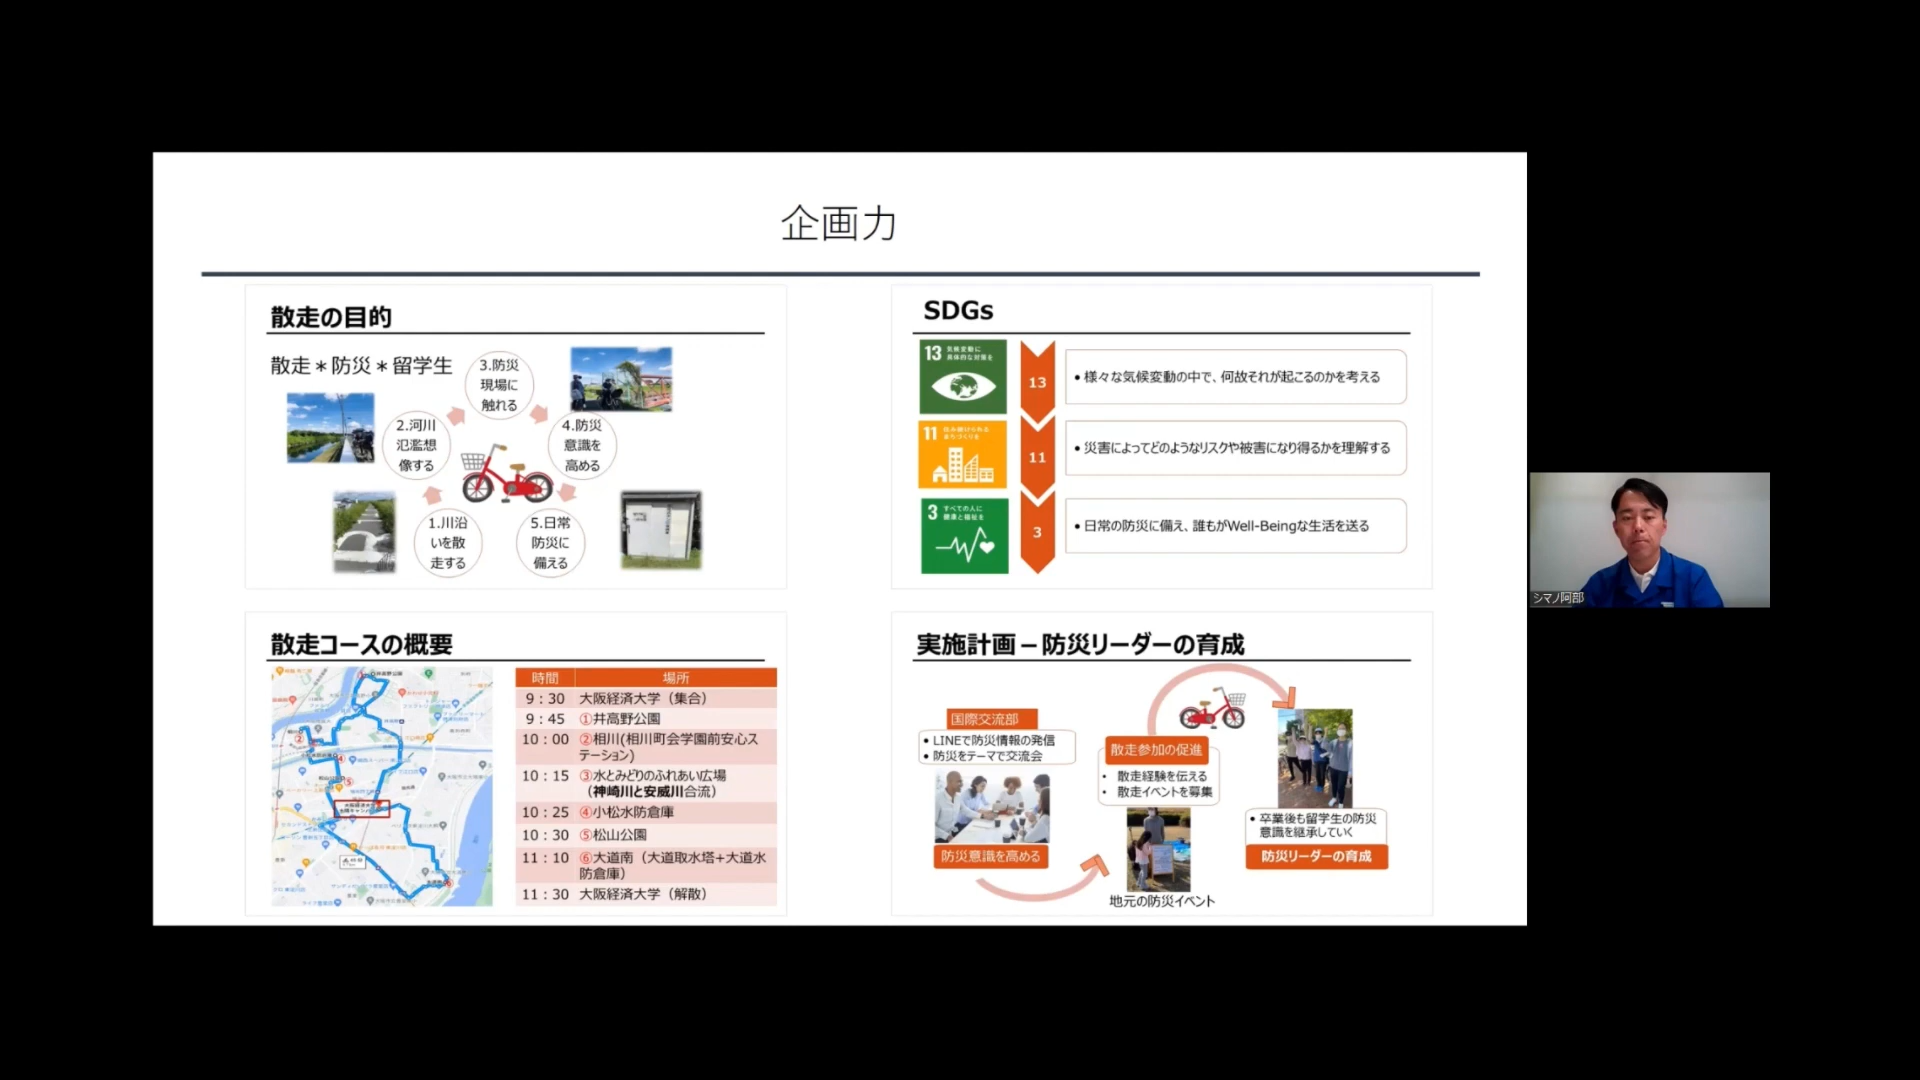 企画力
散走の目的
散走＊防災＊留学生
1.川沿
いを散
走する
2.河川
氾濫想
像する
3.防災
現場に
触れる
4.防災
意識を
高める
5.日常
防災に
備える
SDGs
13 気候変動に
具体的な対策を
13
• 様々な気候変動の中で、何故それが起こるのかを考える
11 住み続けられる
まちづくりを
11
• 災害によってどのようなリスクや被害になり得るかを理解する
3 すべての人に
健康と福祉を
3
• 日常の防災に備え、誰もがWell-Beingな生活を送る
散走コースの概要
時間 場所
9：30 大阪経済大学（集合）
9：45 ①井高野公園
10：00 ②相川(相川町会学園前安心ス
テーション)
10：15 ③水とみどりのふれあい広場
（神崎川と安威川合流）
10：25 ④小松水防倉庫
10：30 ⑤松山公園
11：10 ⑥大道南（大道取水塔+大道水
防倉庫）
11：30 大阪経済大学（解散）
実施計画 – 防災リーダーの育成
国際交流部
• LINEで防災情報の発信
• 防災をテーマで交流会
防災意識を高める
散走参加の促進
• 散走経験を伝える
• 散走イベントを募集
地元の防災イベント
• 卒業後も留学生の防災
意識を継承していく
防災リーダーの育成
シマノ阿部